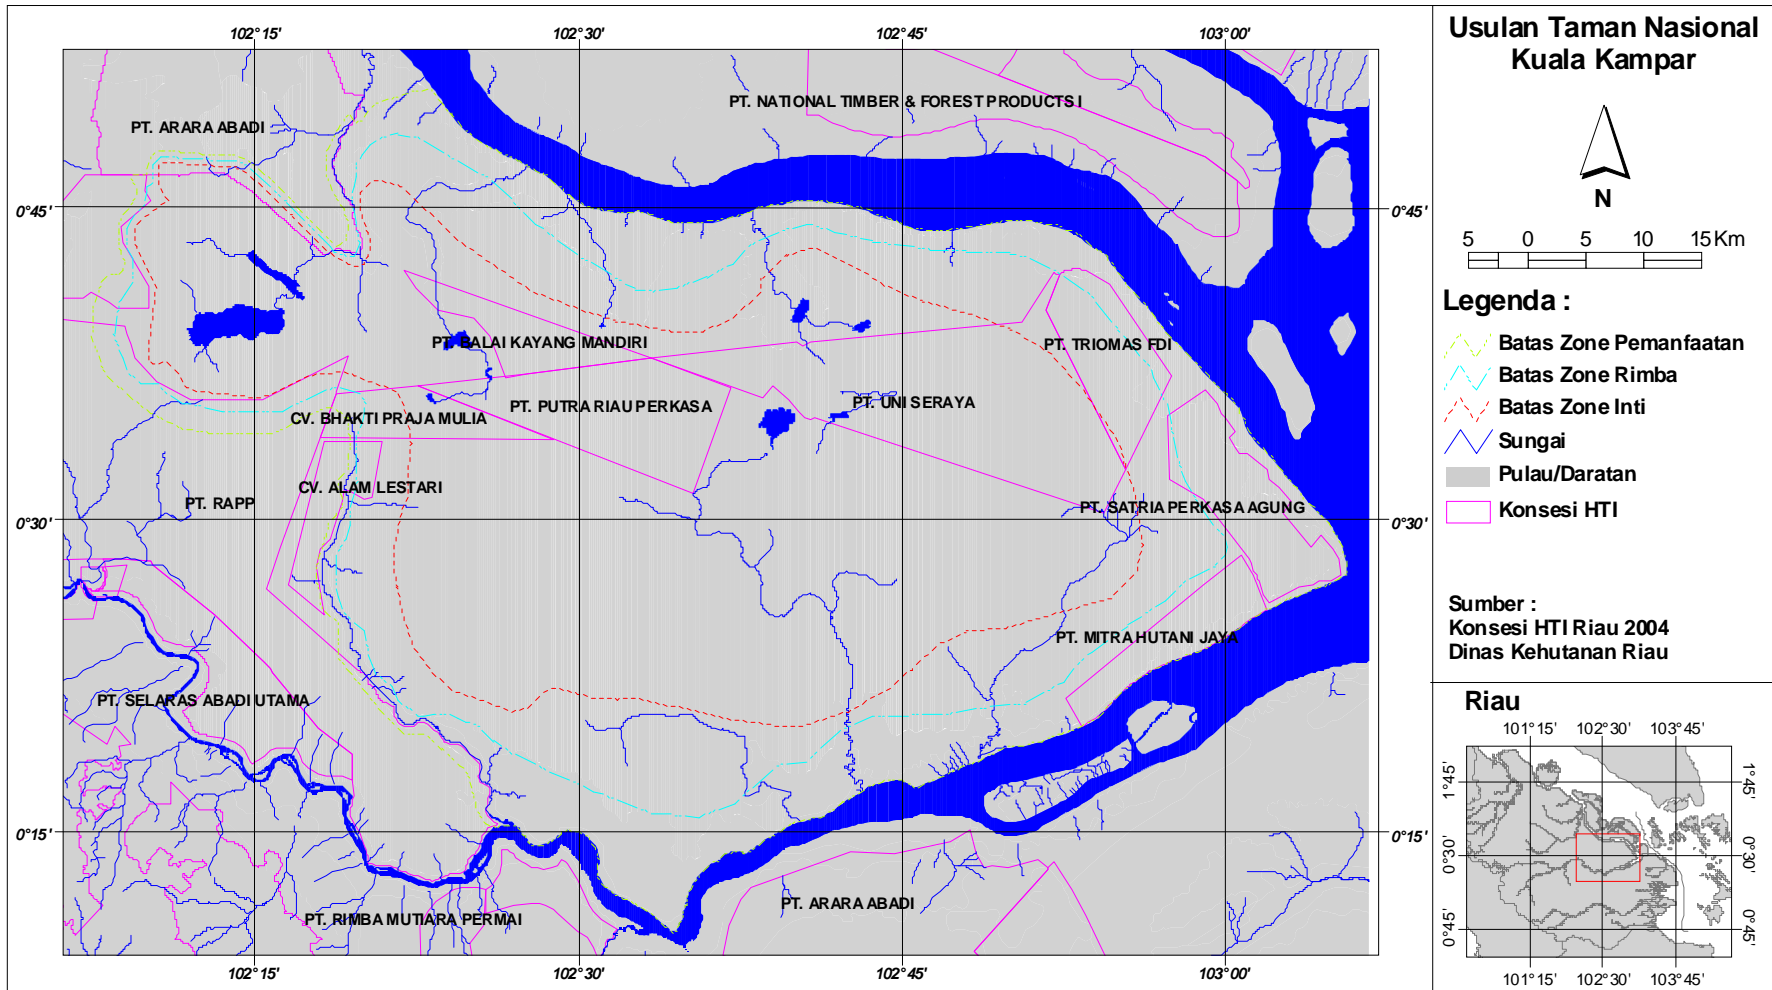 102°15'
102°30'
102°45'
103°00'
PT. ARARA ABADI
PT. NATIONAL TIMBER & FOREST PRODUCTS I
0°45'
0°45'
PT. BALAI KAYANG MANDIRI
PT. TRIOMAS FDI
CV. BHAKTI PRAJA MULIA
PT. PUTRA RIAU PERKASA
PT. UNI SERAYA
CV. ALAM LESTARI
PT. RAPP
PT. SATRIA PERKASA AGUNG
0°30'
0°30'
PT. MITRA HUTANI JAYA
PT. SELARAS ABADI UTAMA
0°15'
0°15'
PT. RIMBA MUTIARA PERMAI
PT. ARARA ABADI
102°15'
102°30'
102°45'
103°00'
Usulan Taman Nasional
Kuala Kampar
N
5 0 5 10 15 Km
Legenda :
Batas Zone Pemanfaatan
Batas Zone Rimba
Batas Zone Inti
Sungai
Pulau/Daratan
Konsesi HTI
Sumber :
Konsesi HTI Riau 2004
Dinas Kehutanan Riau
Riau
101°15' 102°30' 103°45'
1°45'
1°45'
0°30'
0°30'
0°45'
0°45'
101°15' 102°30' 103°45'